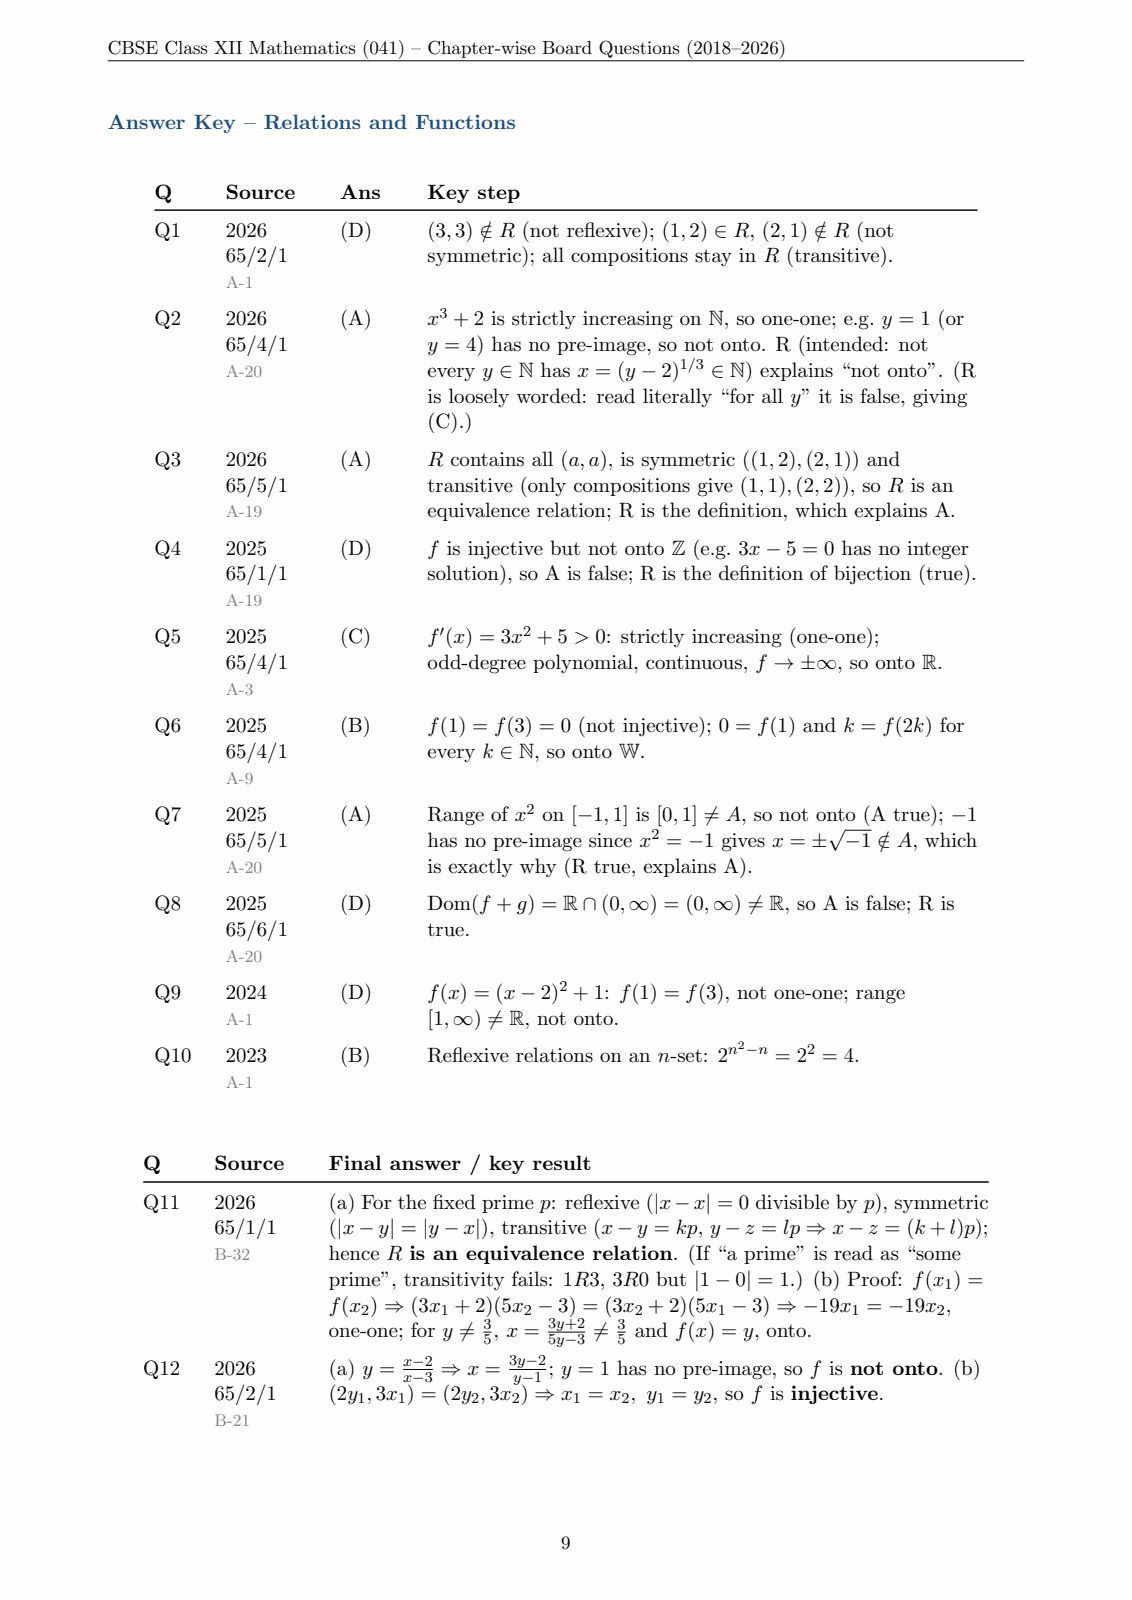 CBSE Class XII Mathematics (041) – Chapter-wise Board Questions (2018–2026)
Answer Key – Relations and Functions
Q Source Ans Key step
Q1 2026 (D) (3, 3) ∉ R (not reflexive); (1, 2) ∈ R, (2, 1) ∉ R (not
65/2/1 symmetric); all compositions stay in R (transitive).
A-1
Q2 2026 (A) x³ + 2 is strictly increasing on ℕ, so one-one; e.g. y = 1 (or
65/4/1 y = 4) has no pre-image, so not onto. R (intended: not
A-20 every y ∈ ℕ has x = (y − 2)^{1/3} ∈ ℕ) explains “not onto”. (R
is loosely worded: read literally “for all y” it is false, giving
(C).)
Q3 2026 (A) R contains all (a, a), is symmetric ((1, 2), (2, 1)) and
65/5/1 transitive (only compositions give (1, 1), (2, 2)), so R is an
A-19 equivalence relation; R is the definition, which explains A.
Q4 2025 (D) f is injective but not onto ℤ (e.g. 3x − 5 = 0 has no integer
65/1/1 solution), so A is false; R is the definition of bijection (true).
A-19
Q5 2025 (C) f′(x) = 3x² + 5 > 0: strictly increasing (one-one);
65/4/1 odd-degree polynomial, continuous, f → ±∞, so onto ℝ.
A-3
Q6 2025 (B) f(1) = f(3) = 0 (not injective); 0 = f(1) and k = f(2k) for
65/4/1 every k ∈ ℕ, so onto 𝕎.
A-9
Q7 2025 (A) Range of x² on [−1, 1] is [0, 1] ≠ A, so not onto (A true); −1
65/5/1 has no pre-image since x² = −1 gives x = ±√−1 ∉ A, which
A-20 is exactly why (R true, explains A).
Q8 2025 (D) Dom(f + g) = ℝ ∩ (0, ∞) = (0, ∞) ≠ ℝ, so A is false; R is
65/6/1 true.
A-20
Q9 2024 (D) f(x) = (x − 2)² + 1: f(1) = f(3), not one-one; range
A-1 [1, ∞) ≠ ℝ, not onto.
Q10 2023 (B) Reflexive relations on an n-set: 2^{n²−n} = 2² = 4.
A-1
Q Source Final answer / key result
Q11 2026 (a) For the fixed prime p: reflexive (|x − x| = 0 divisible by p), symmetric
65/1/1 (|x − y| = |y − x|), transitive (x − y = kp, y − z = lp ⇒ x − z = (k + l)p);
B-32 hence R is an equivalence relation. (If “a prime” is read as “some
prime”, transitivity fails: 1R3, 3R0 but |1 − 0| = 1.) (b) Proof: f(x₁) =
f(x₂) ⇒ (3x₁ + 2)(5x₂ − 3) = (3x₂ + 2)(5x₁ − 3) ⇒ −19x₁ = −19x₂,
one-one; for y ≠ 3/5, x = (3y+2)/(5y−3) ≠ 3/5 and f(x) = y, onto.
Q12 2026 (a) y = (x−2)/(x−3) ⇒ x = (3y−2)/(y−1); y = 1 has no pre-image, so f is not onto. (b)
65/2/1 (2y₁, 3x₁) = (2y₂, 3x₂) ⇒ x₁ = x₂, y₁ = y₂, so f is injective.
B-21
9